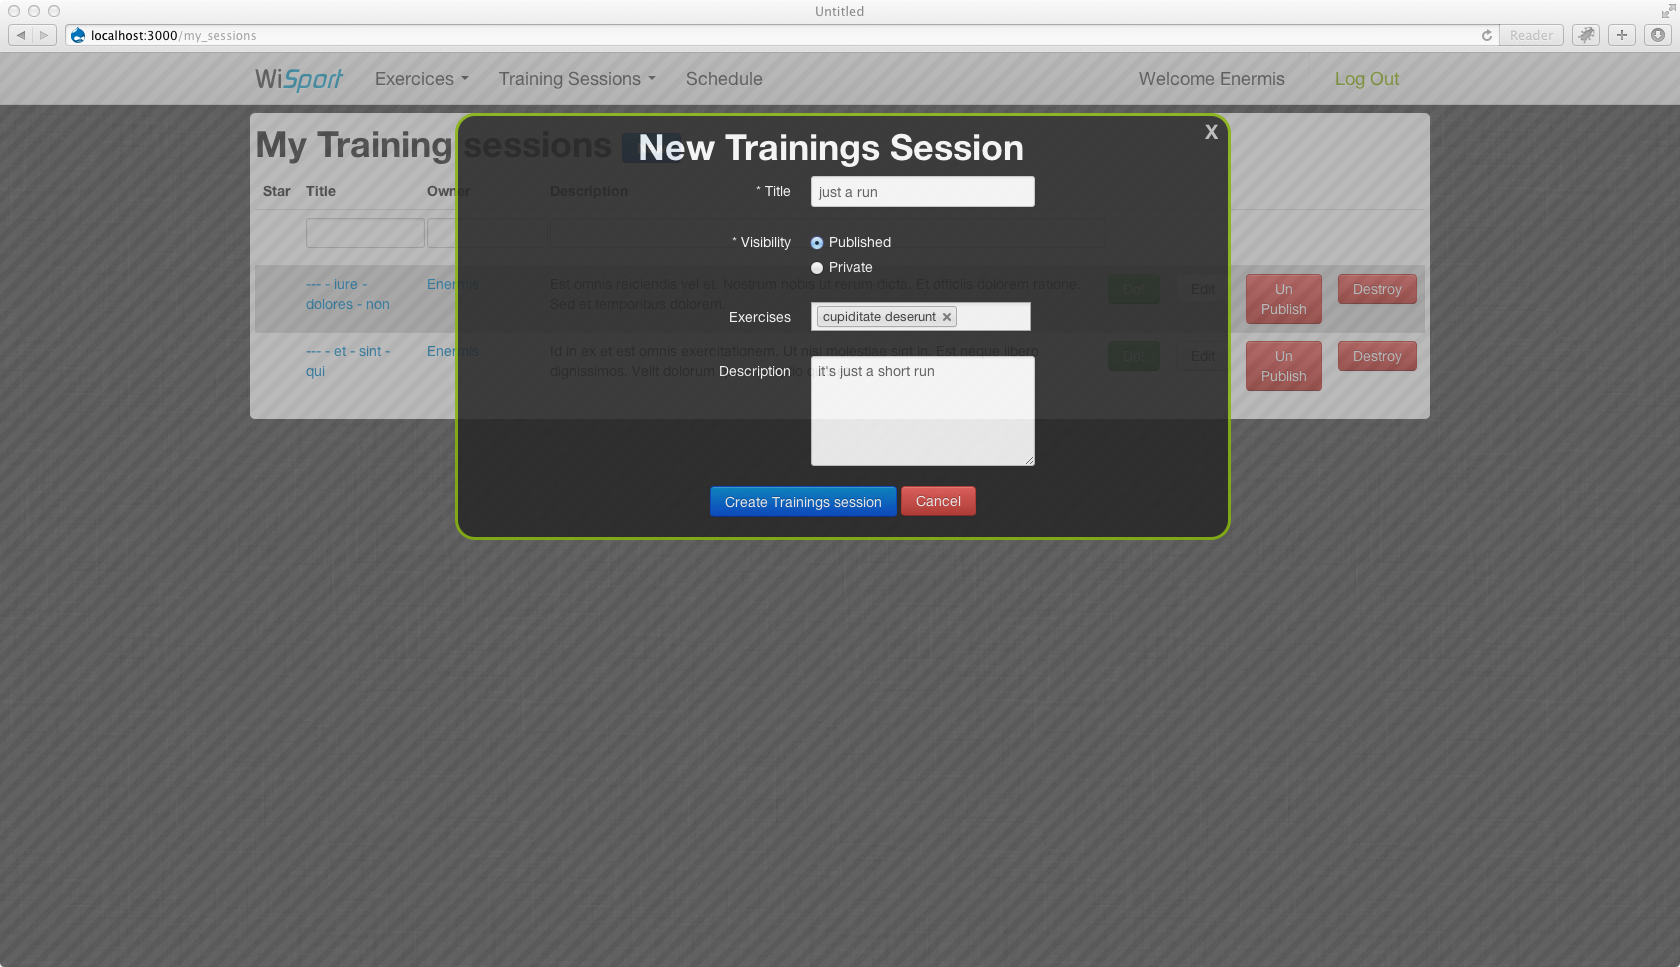 Untitled
localhost:3000/my_sessions
Reader
WiSport
Exercices
Training Sessions
Schedule
Welcome Enermis
Log Out
My Training sessions
New Trainings Session
X
Star
Title
Owner
Description
* Title
just a run
* Visibility
Published
Private
--- - iure -
dolores - non
Enermis
Est omnis reiciendis vel et. Nostrum nobis ut rerum dicta. Et officiis dolorem ratione.
Sed et temporibus dolorem.
Do!
Edit
Un
Publish
Destroy
Exercises
cupiditate deserunt
--- - et - sint -
qui
Enermis
Id in ex et est omnis exercitationem. Ut nisi molestiae sint in. Est neque libero
dignissimos. Velit dolorum
Do!
Edit
Un
Publish
Destroy
Description
it's just a short run
Create Trainings session
Cancel